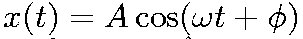 x(t) = A cos(ωt + ϕ)